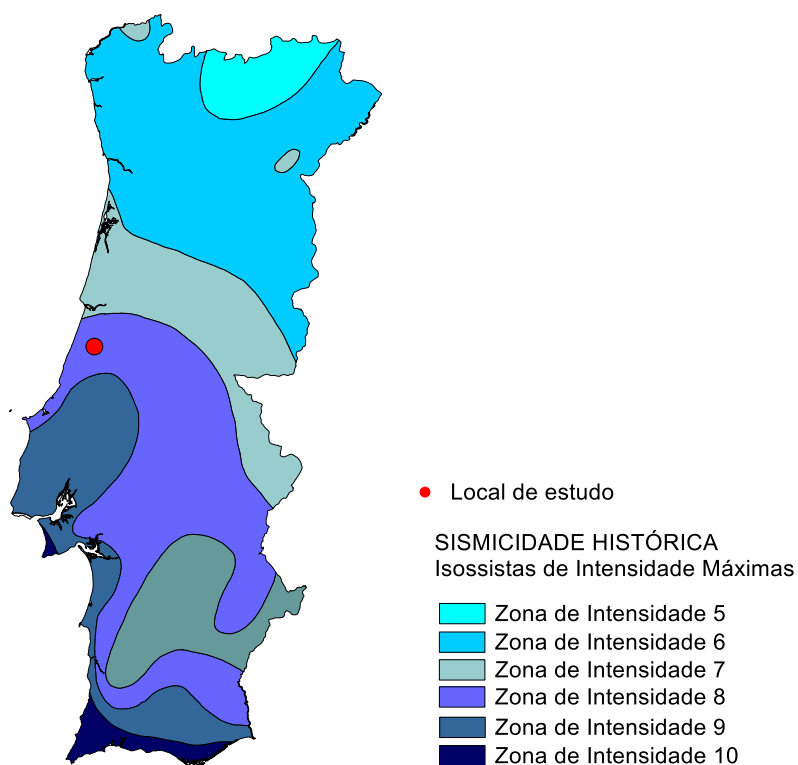 Local de estudo
SISMICIDADE HISTÓRICA
Isossistas de Intensidade Máximas
Zona de Intensidade 5
Zona de Intensidade 6
Zona de Intensidade 7
Zona de Intensidade 8
Zona de Intensidade 9
Zona de Intensidade 10